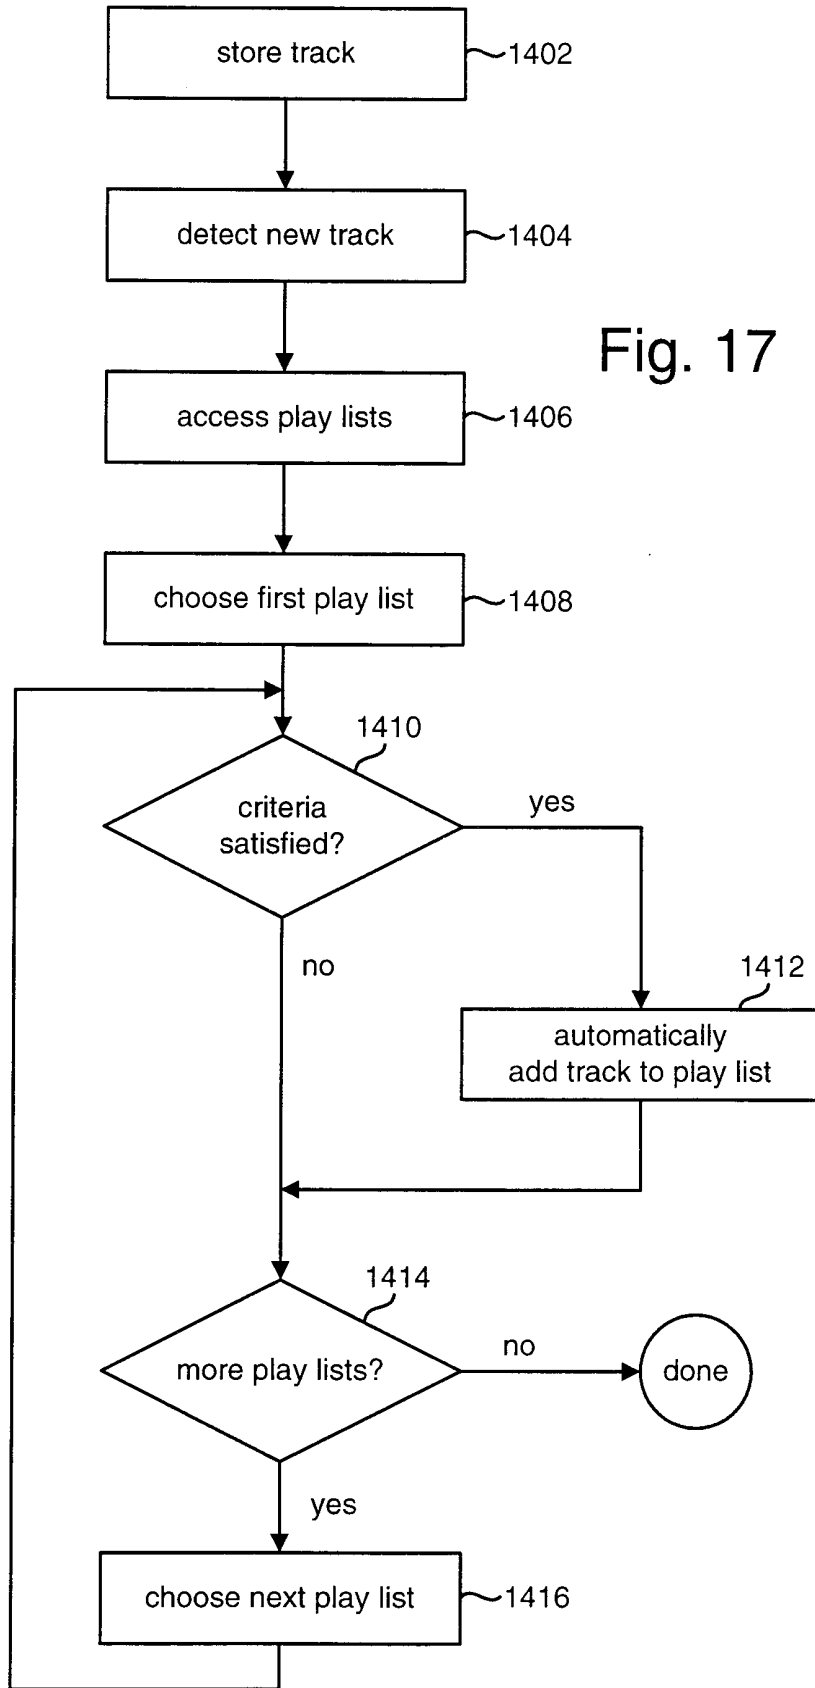 store track
1402
detect new track
1404
Fig. 17
access play lists
1406
choose first play list
1408
1410
criteria
satisfied?
yes
no
1412
automatically
add track to play list
1414
more play lists?
no
done
yes
choose next play list
1416